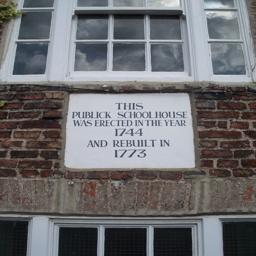 THIS
PUBLICK SCHOOLHOUSE
WAS ERECTED IN THE YEAR
1744
AND REBUILT IN
1773